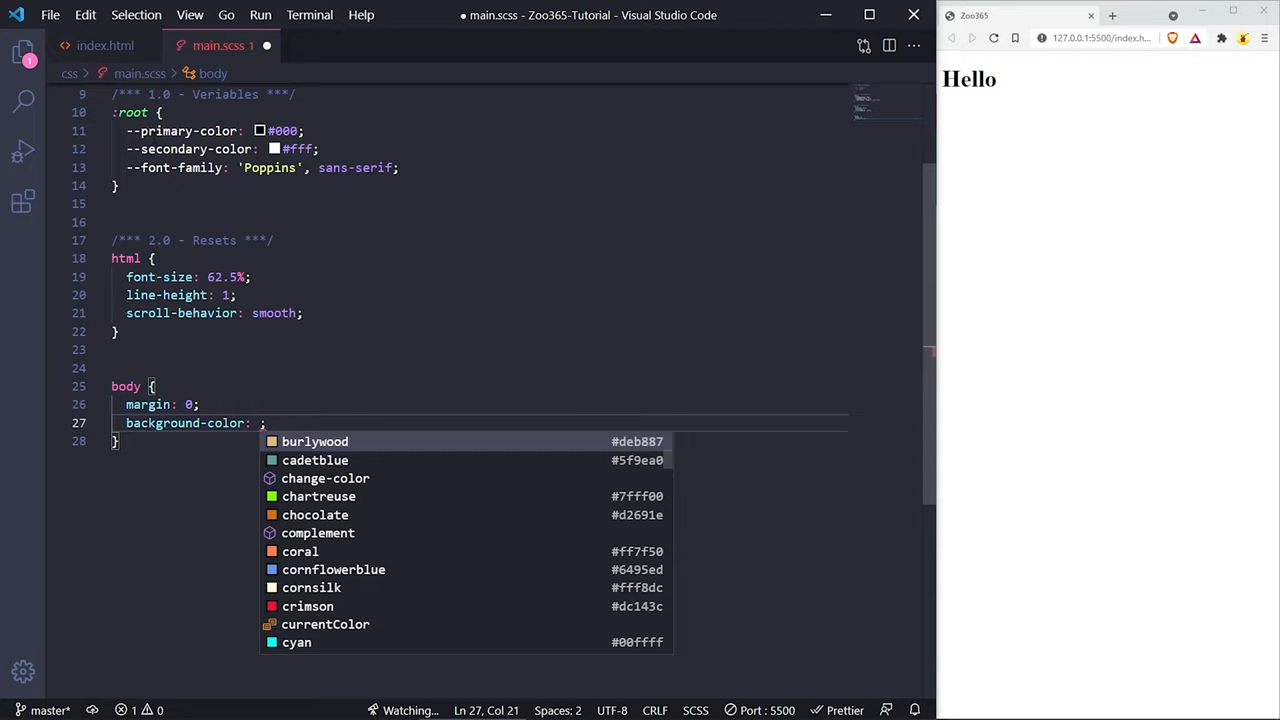 File Edit Selection View Go Run Terminal Help
● main.scss - Zoo365-Tutorial - Visual Studio Code
Zoo365
127.0.0.1:5500/index.h...
1
index.html
main.scss 1
css > main.scss > body
9 /*** 1.0 - Veriables ***/
10 :root {
11 --primary-color: #000;
12 --secondary-color: #fff;
13 --font-family: 'Poppins', sans-serif;
14 }
15
16
17 /*** 2.0 - Resets ***/
18 html {
19 font-size: 62.5%;
20 line-height: 1;
21 scroll-behavior: smooth;
22 }
23
24
25 body {
26 margin: 0;
27 background-color: ;
28 }
burlywood #deb887
cadetblue #5f9ea0
change-color
chartreuse #7fff00
chocolate #d2691e
complement
coral #ff7f50
cornflowerblue #6495ed
cornsilk #fff8dc
crimson #dc143c
currentColor
cyan #00ffff
Hello
master* 1 0 Watching... Ln 27, Col 21 Spaces: 2 UTF-8 CRLF SCSS Port : 5500 Prettier